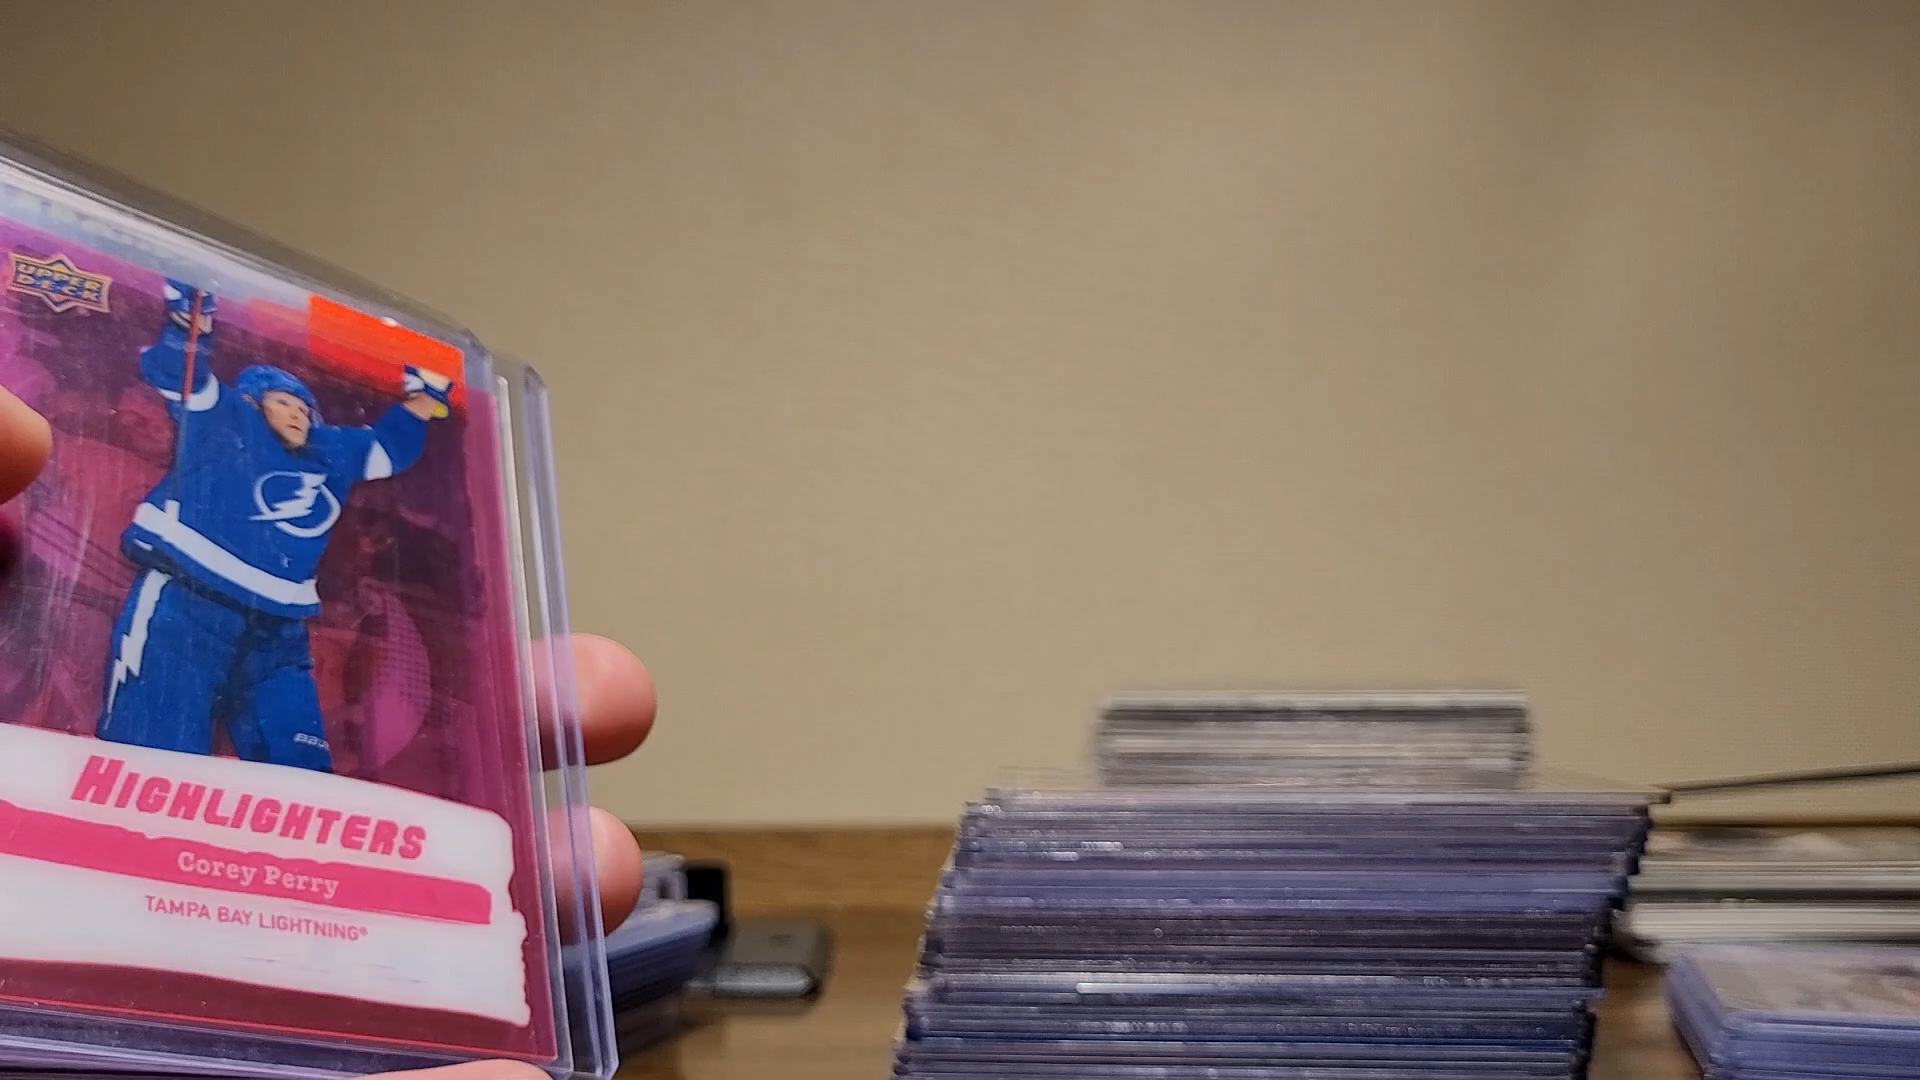 UPPER
DECK
HIGHLIGHTERS
Corey Perry
TAMPA BAY LIGHTNING®